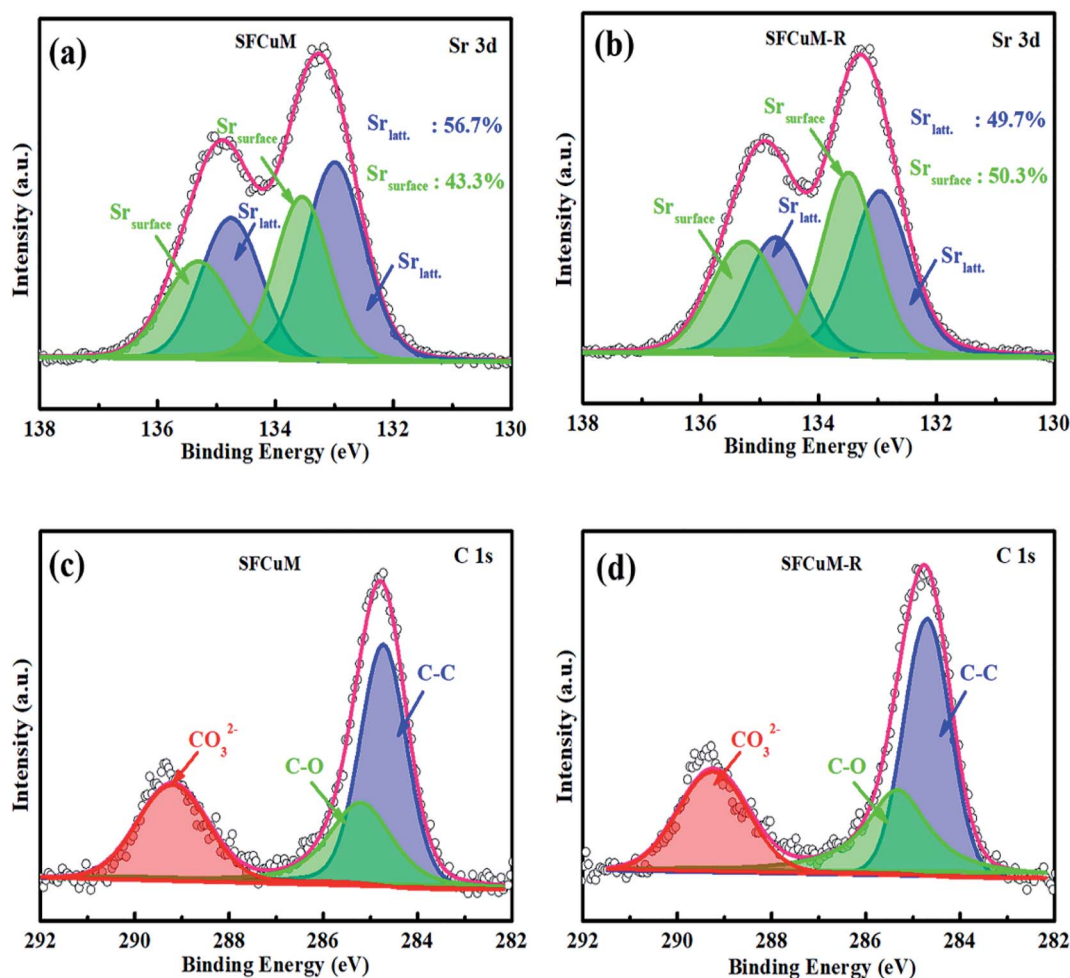 (a)
SFCuM
Sr 3d
Sr surface
Sr latt. : 56.7%
Sr surface : 43.3%
Sr surface
Sr latt.
Sr latt.
Intensity (a.u.)
138 136 134 132 130
Binding Energy (eV)
(b)
SFCuM-R
Sr 3d
Sr surface
Sr latt. : 49.7%
Sr surface : 50.3%
Sr surface
Sr latt.
Sr latt.
Intensity (a.u.)
138 136 134 132 130
Binding Energy (eV)
(c)
SFCuM
C 1s
C-C
CO₃²⁻
C-O
Intensity (a.u.)
292 290 288 286 284 282
Binding Energy (eV)
(d)
SFCuM-R
C 1s
C-C
CO₃²⁻
C-O
Intensity (a.u.)
292 290 288 286 284 282
Binding Energy (eV)